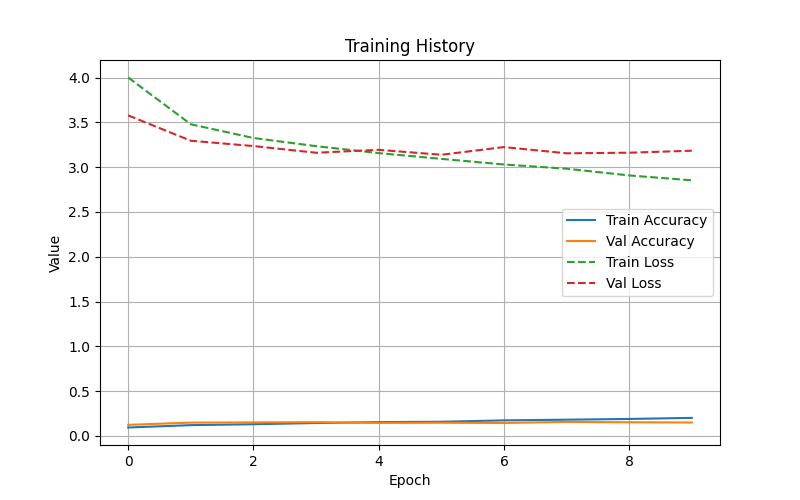 Training History
4.0
3.5
3.0
2.5
2.0
1.5
1.0
0.5
0.0
Value
Train Accuracy
Val Accuracy
Train Loss
Val Loss
0 2 4 6 8
Epoch